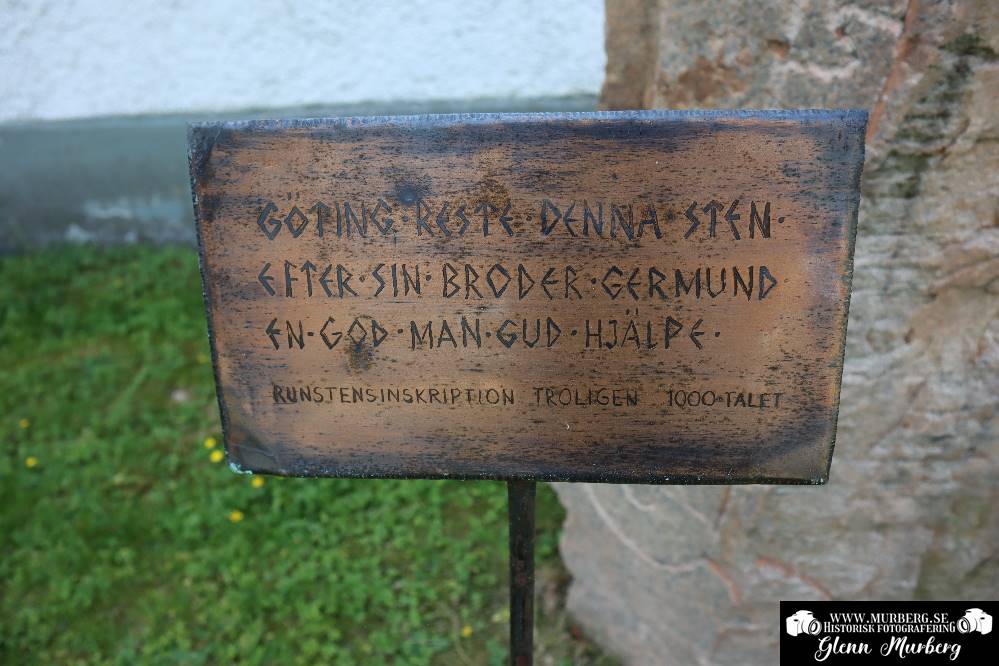 GÖTING·RESTE·DENNA·STEN·
EFTER·SIN·BRODER·GERMUND·
EN·GOD·MAN·GUD·HJÄLPE·
RUNSTENSINSKRIPTION TROLIGEN 1000-TALET
WWW.MURBERG.SE
HISTORISK FOTOGRAFERING
Glenn Murberg